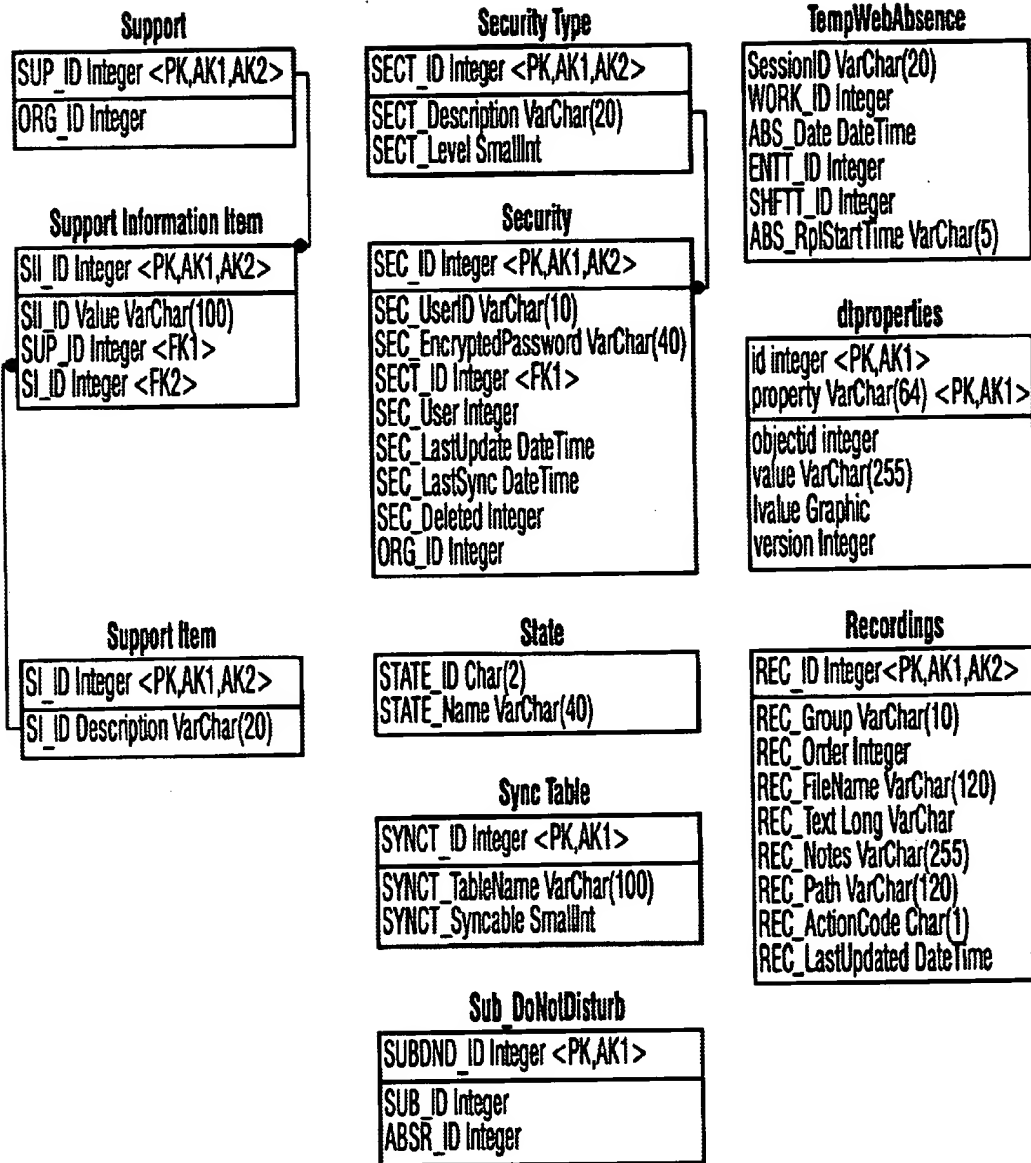 Support
SUP_ID Integer <PK,AK1,AK2>
ORG_ID Integer
Support Information Item
SII_ID Integer <PK,AK1,AK2>
SII_ID Value VarChar(100)
SUP_ID Integer <FK1>
SI_ID Integer <FK2>
Support Item
SI_ID Integer <PK,AK1,AK2>
SI_ID Description VarChar(20)
Security Type
SECT_ID Integer <PK,AK1,AK2>
SECT_Description VarChar(20)
SECT_Level SmallInt
Security
SEC_ID Integer <PK,AK1,AK2>
SEC_UserID VarChar(10)
SEC_EncryptedPassword VarChar(40)
SECT_ID Integer <FK1>
SEC_User Integer
SEC_LastUpdate DateTime
SEC_LastSync DateTime
SEC_Deleted Integer
ORG_ID Integer
State
STATE_ID Char(2)
STATE_Name VarChar(40)
Sync Table
SYNCT_ID Integer <PK,AK1>
SYNCT_TableName VarChar(100)
SYNCT_Syncable SmallInt
Sub_DoNotDisturb
SUBDND_ID Integer <PK,AK1>
SUB_ID Integer
ABSR_ID Integer
TempWebAbsence
SessionID VarChar(20)
WORK_ID Integer
ABS_Date DateTime
ENTT_ID Integer
SHFTT_ID Integer
ABS_RplStartTime VarChar(5)
dtproperties
id integer <PK,AK1>
property VarChar(64) <PK,AK1>
objectid integer
value VarChar(255)
lvalue Graphic
version Integer
Recordings
REC_ID Integer<PK,AK1,AK2>
REC_Group VarChar(10)
REC_Order Integer
REC_FileName VarChar(120)
REC_Text Long VarChar
REC_Notes VarChar(255)
REC_Path VarChar(120)
REC_ActionCode Char(1)
REC_LastUpdated DateTime